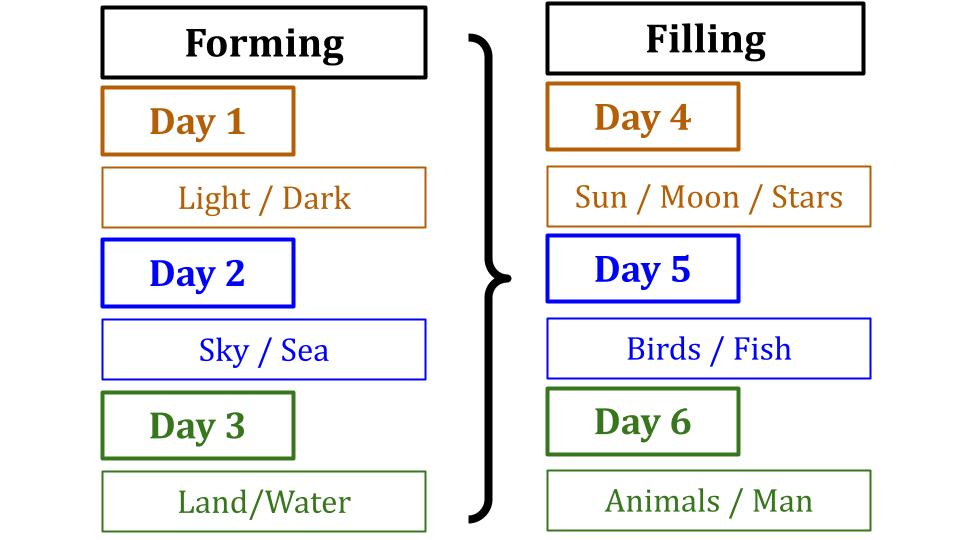 Forming
Day 1
Light / Dark
Day 2
Sky / Sea
Day 3
Land/Water
Filling
Day 4
Sun / Moon / Stars
Day 5
Birds / Fish
Day 6
Animals / Man